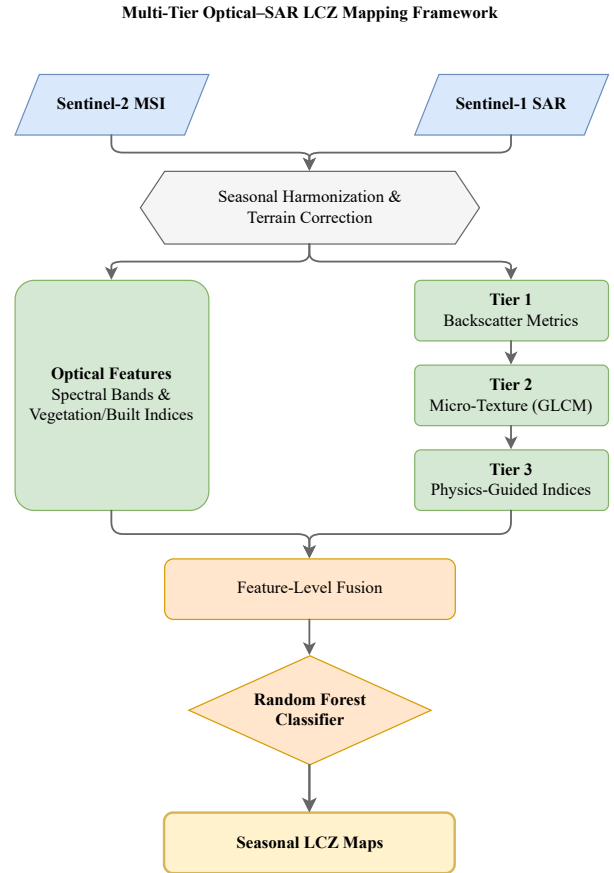 Multi-Tier Optical–SAR LCZ Mapping Framework
Sentinel-2 MSI
Sentinel-1 SAR
Seasonal Harmonization &
Terrain Correction
Optical Features
Spectral Bands &
Vegetation/Built Indices
Tier 1
Backscatter Metrics
Tier 2
Micro-Texture (GLCM)
Tier 3
Physics-Guided Indices
Feature-Level Fusion
Random Forest
Classifier
Seasonal LCZ Maps